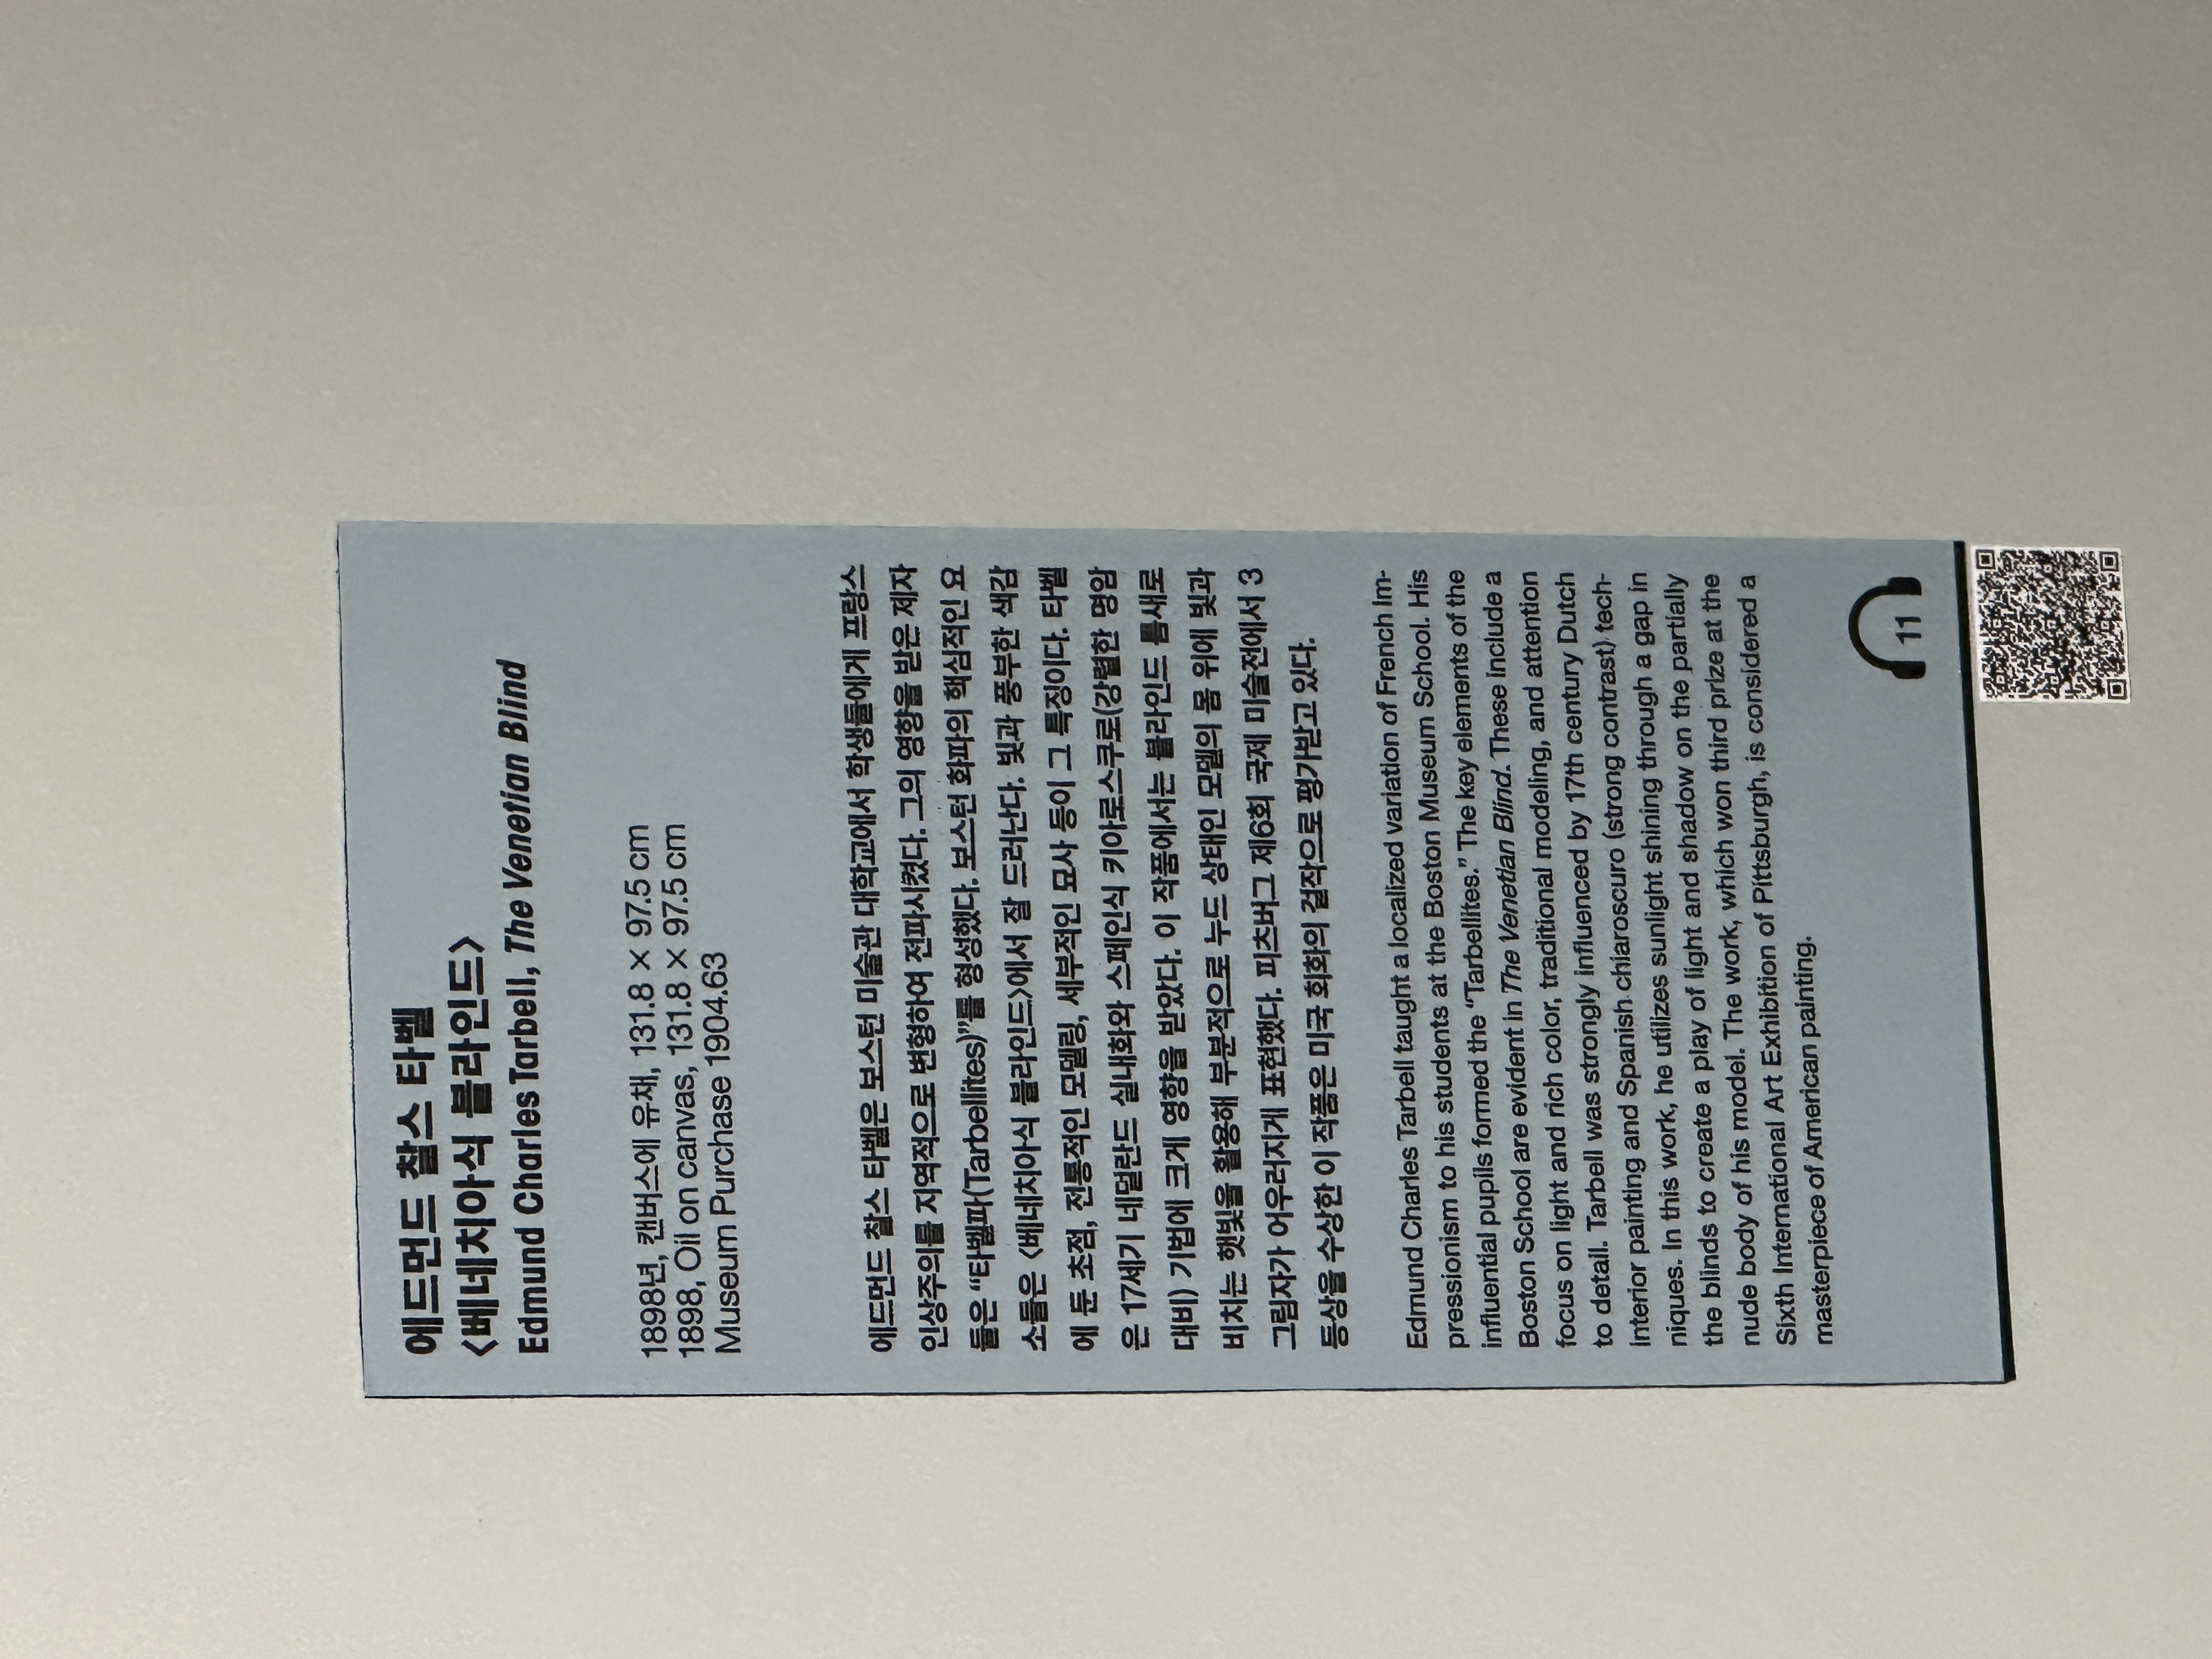 에드먼드 찰스 타벨
〈베네치아식 블라인드〉
Edmund Charles Tarbell, The Venetian Blind
1898년, 캔버스에 유채, 131.8 × 97.5 cm
1898, Oil on canvas, 131.8 × 97.5 cm
Museum Purchase 1904.63
에드먼드 찰스 타벨은 보스턴 미술관 대학교에서 학생들에게 프랑스
인상주의를 지역적으로 변형하여 전파시켰다. 그의 영향을 받은 제자
들은 “타벨파(Tarbellites)”를 형성했다. 보스턴 화파의 핵심적인 요
소들은 〈베네치아식 블라인드〉에서 잘 드러난다. 빛과 풍부한 색감
에 둔 초점, 전통적인 모델링, 세부적인 묘사 등이 그 특징이다. 타벨
은 17세기 네덜란드 실내화와 스페인식 키아로스쿠로(강렬한 명암
대비) 기법에 크게 영향을 받았다. 이 작품에서는 블라인드 틈새로
비치는 햇빛을 활용해 부분적으로 누드 상태인 모델의 몸 위에 빛과
그림자가 어우러지게 표현했다. 피츠버그 제6회 국제 미술전에서 3
등상을 수상한 이 작품은 미국 회화의 걸작으로 평가받고 있다.
Edmund Charles Tarbell taught a localized variation of French Im-
pressionism to his students at the Boston Museum School. His
influential pupils formed the “Tarbellites.” The key elements of the
Boston School are evident in The Venetian Blind. These include a
focus on light and rich color, traditional modeling, and attention
to detail. Tarbell was strongly influenced by 17th century Dutch
interior painting and Spanish chiaroscuro (strong contrast) tech-
niques. In this work, he utilizes sunlight shining through a gap in
the blinds to create a play of light and shadow on the partially
nude body of his model. The work, which won third prize at the
Sixth International Art Exhibition of Pittsburgh, is considered a
masterpiece of American painting.
11